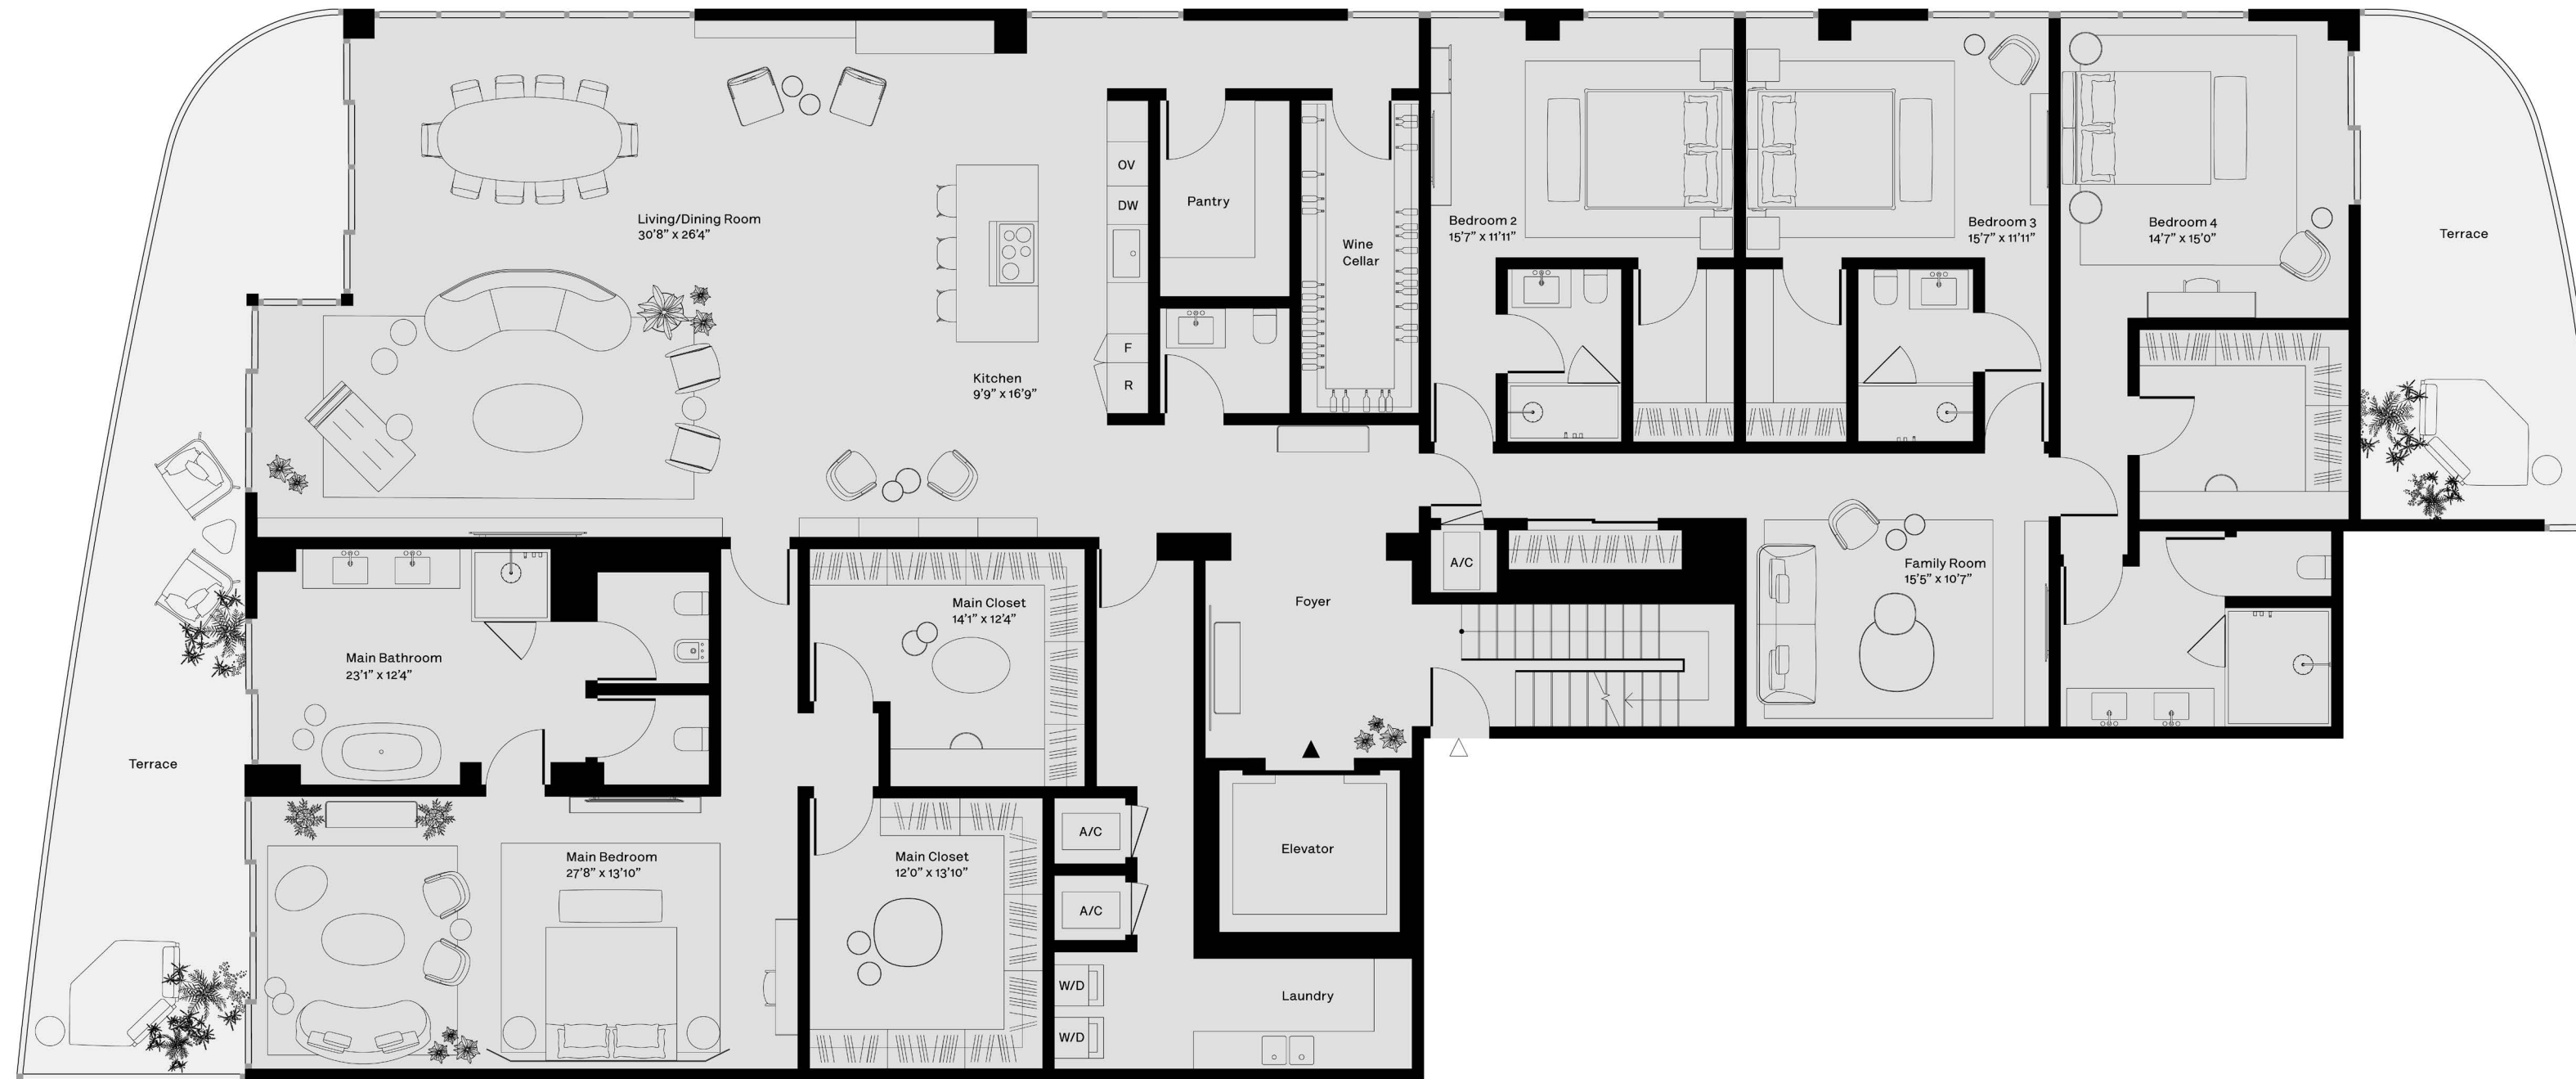 Living/Dining Room
30'8" x 26'4"
Kitchen
9'9" x 16'9"
OV
DW
F
R
Pantry
Wine
Cellar
Bedroom 2
15'7" x 11'11"
Bedroom 3
15'7" x 11'11"
Bedroom 4
14'7" x 15'0"
Terrace
A/C
Family Room
15'5" x 10'7"
Foyer
Main Closet
14'1" x 12'4"
Main Bathroom
23'1" x 12'4"
Terrace
Main Bedroom
27'8" x 13'10"
Main Closet
12'0" x 13'10"
A/C
A/C
Elevator
W/D
W/D
Laundry